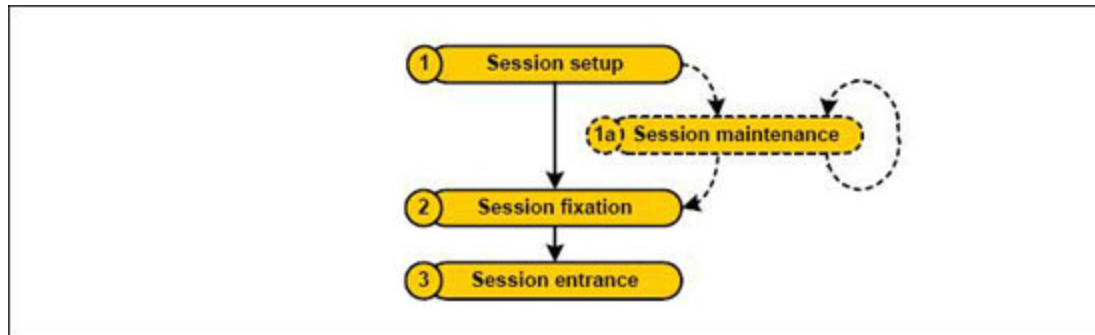 1 Session setup
1a Session maintenance
2 Session fixation
3 Session entrance